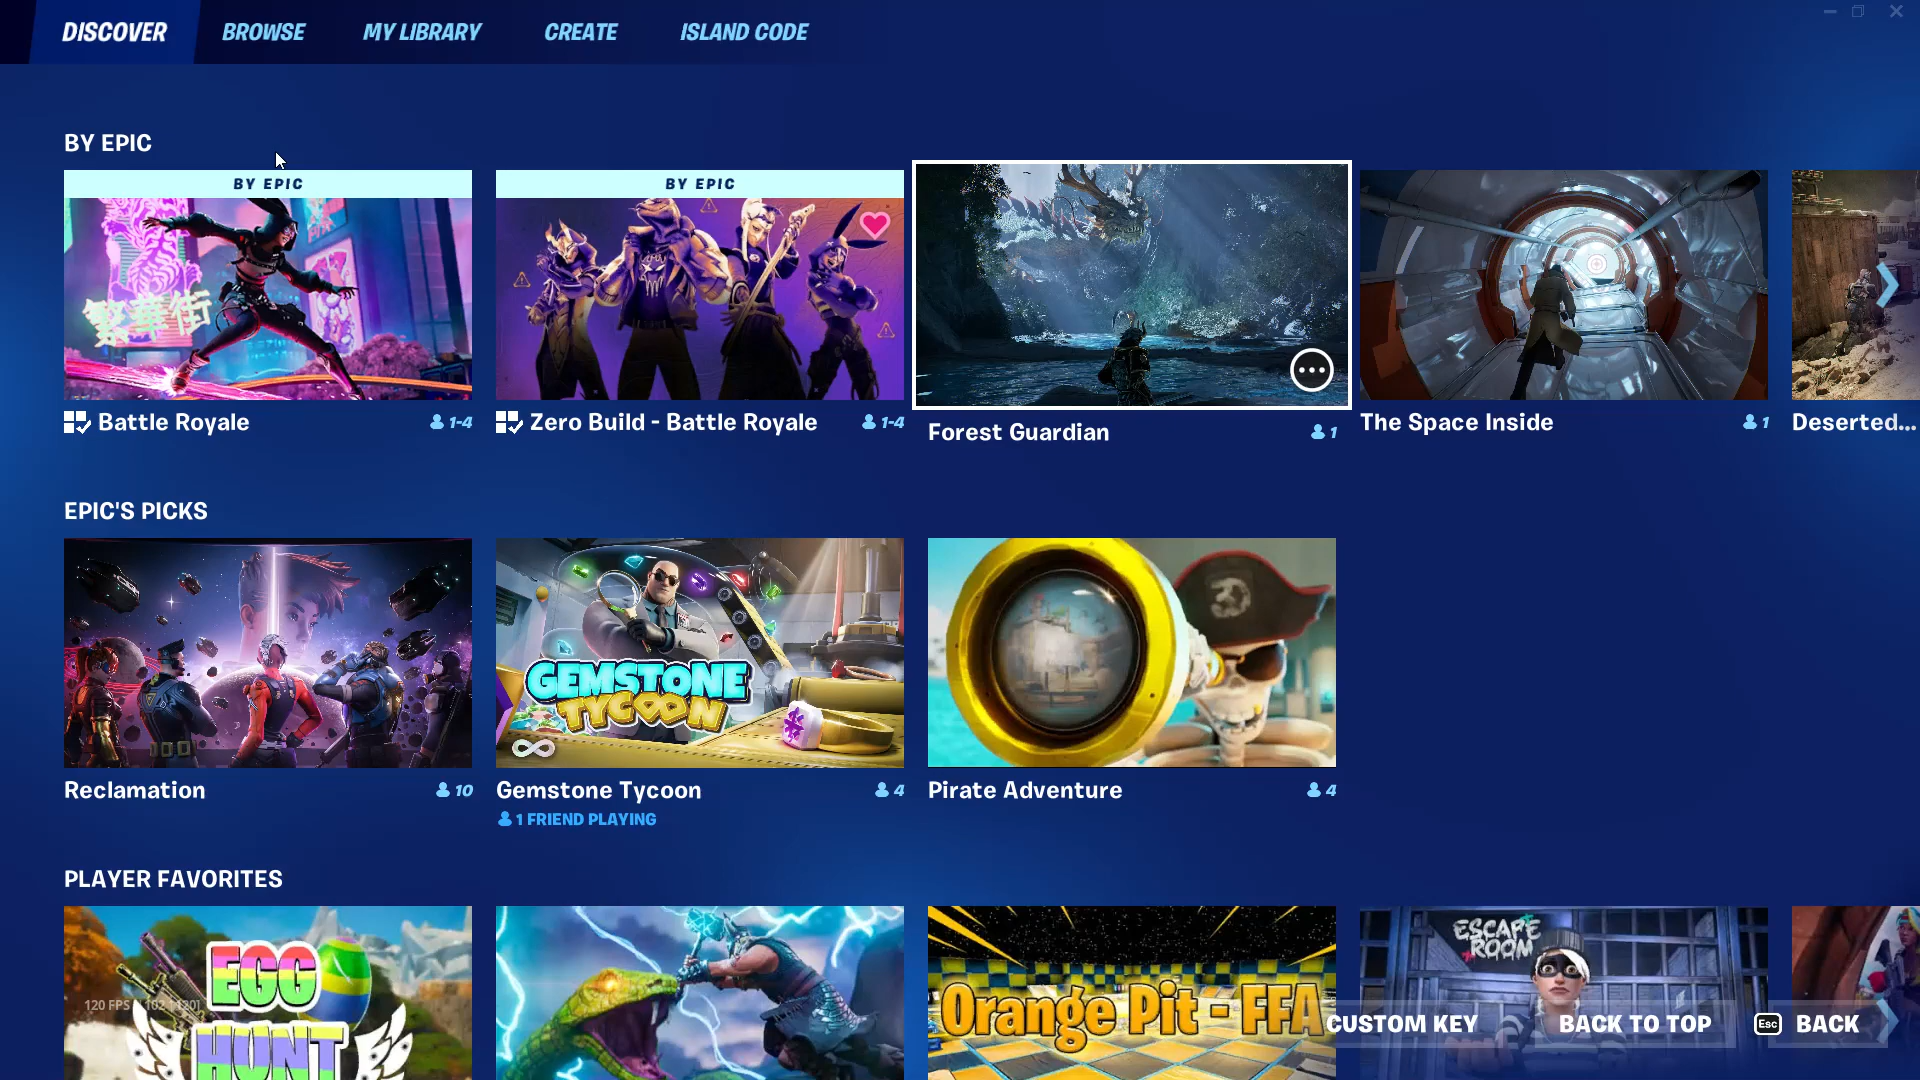 DISCOVER
BROWSE
MY LIBRARY
CREATE
ISLAND CODE
BY EPIC
BY EPIC
BY EPIC
繁華街
Battle Royale
1-4
Zero Build - Battle Royale
1-4
Forest Guardian
1
The Space Inside
1
Deserted...
EPIC'S PICKS
GEMSTONE
TYCOON
Reclamation
10
Gemstone Tycoon
4
1 FRIEND PLAYING
Pirate Adventure
4
PLAYER FAVORITES
EGG
HUNT
120 FPS
Orange Pit - FFA
ESCAPE
ROOM
CUSTOM KEY
BACK TO TOP
Esc
BACK